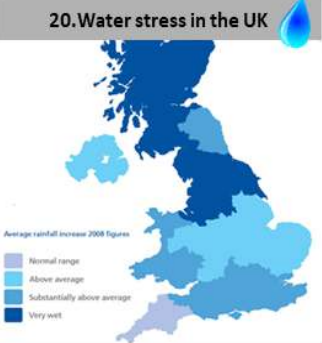 20.Water stress in the UK
Average rainfall increase 2008 figures
Normal range
Above average
Substantially above average
Very wet